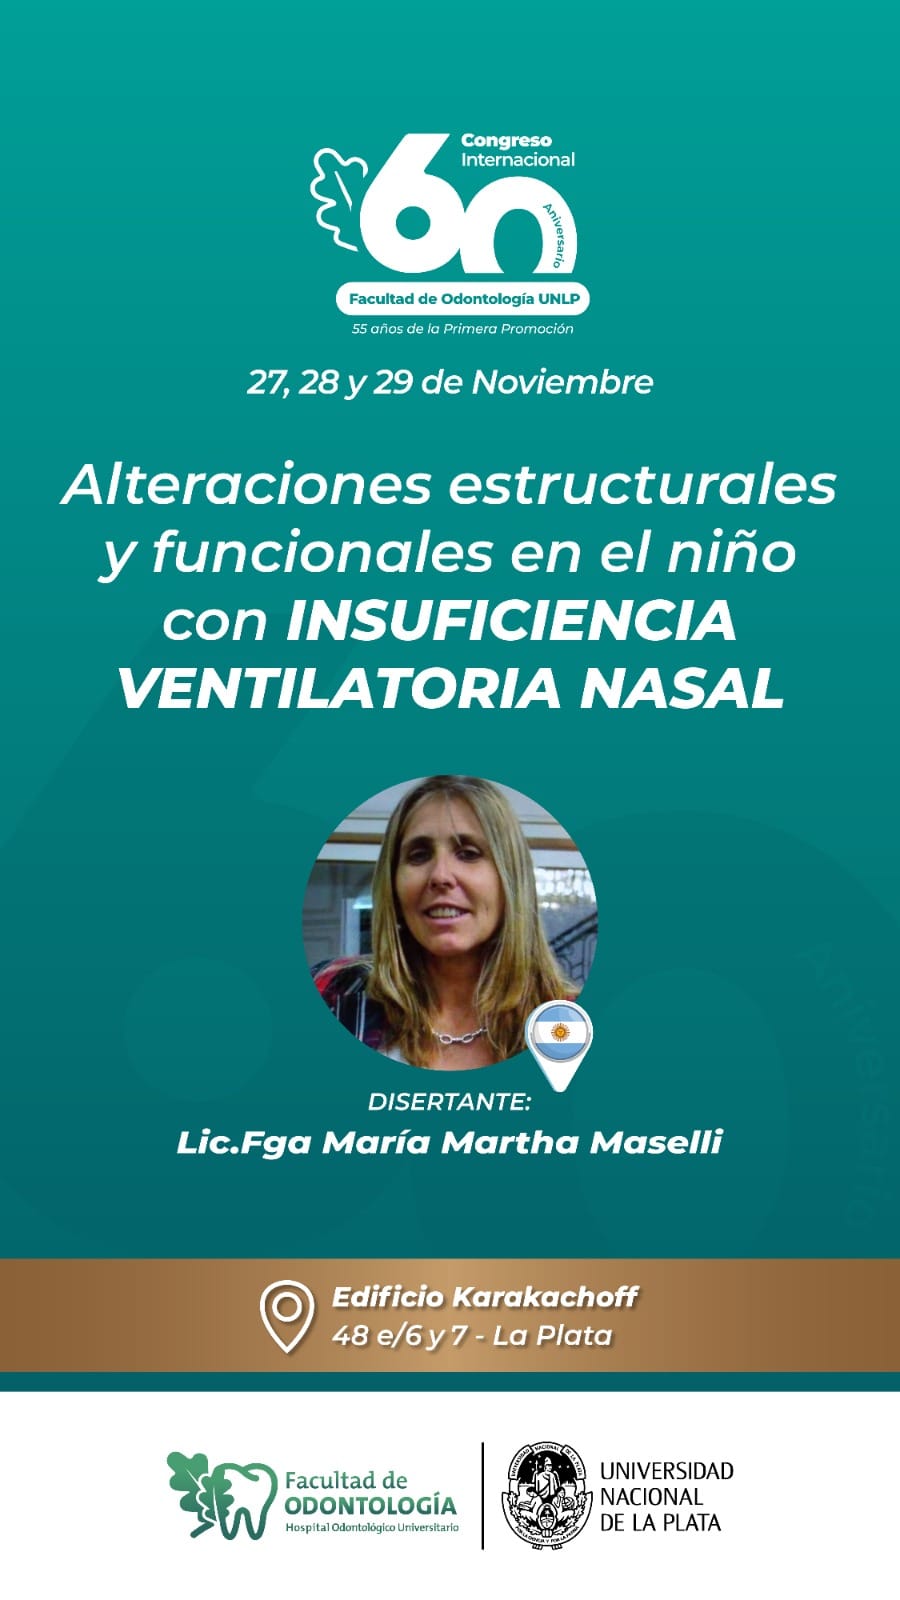 Congreso
Internacional
60
Aniversario
Facultad de Odontología UNLP
55 años de la Primera Promoción
27, 28 y 29 de Noviembre
Alteraciones estructurales
y funcionales en el niño
con INSUFICIENCIA
VENTILATORIA NASAL
DISERTANTE:
Lic.Fga María Martha Maselli
Edificio Karakachoff
48 e/6 y 7 - La Plata
Facultad de
ODONTOLOGÍA
Hospital Odontológico Universitario
UNIVERSIDAD
NACIONAL
DE LA PLATA